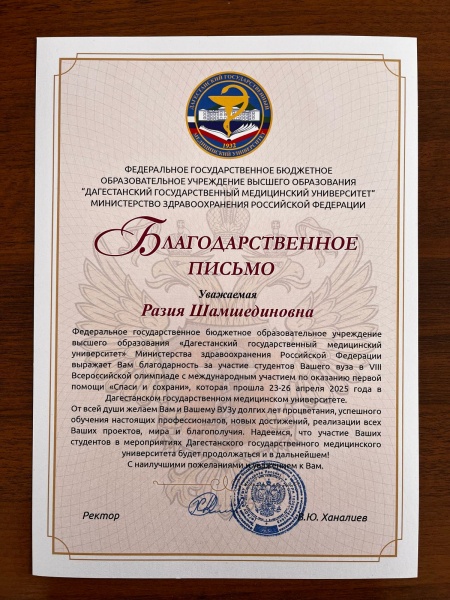 ДАГЕСТАНСКИЙ ГОСУДАРСТВЕННЫЙ
МЕДИЦИНСКИЙ УНИВЕРСИТЕТ
1932
ФЕДЕРАЛЬНОЕ ГОСУДАРСТВЕННОЕ БЮДЖЕТНОЕ
ОБРАЗОВАТЕЛЬНОЕ УЧРЕЖДЕНИЕ ВЫСШЕГО ОБРАЗОВАНИЯ
"ДАГЕСТАНСКИЙ ГОСУДАРСТВЕННЫЙ МЕДИЦИНСКИЙ УНИВЕРСИТЕТ"
МИНИСТЕРСТВО ЗДРАВООХРАНЕНИЯ РОССИЙСКОЙ ФЕДЕРАЦИИ
БЛАГОДАРСТВЕННОЕ
ПИСЬМО
Уважаемая
Разия Шамшединовна
Федеральное государственное бюджетное образовательное учреждение
высшего образования «Дагестанский государственный медицинский
университет» Министерства здравоохранения Российской Федерации
выражает Вам благодарность за участие студентов Вашего вуза в VIII
Всероссийской олимпиаде с международным участием по оказанию первой
помощи «Спаси и сохрани», которая прошла 23-26 апреля 2025 года в
Дагестанском государственном медицинском университете.
От всей души желаем Вам и Вашему ВУЗу долгих лет процветания, успешного
обучения настоящих профессионалов, новых достижений, реализации всех
Ваших проектов, мира и благополучия. Надеемся, что участие Ваших
студентов в мероприятиях Дагестанского государственного медицинского
университета будет продолжаться и в дальнейшем!
С наилучшими пожеланиями и уважением к Вам.
Ректор
В.Ю. Ханалиев